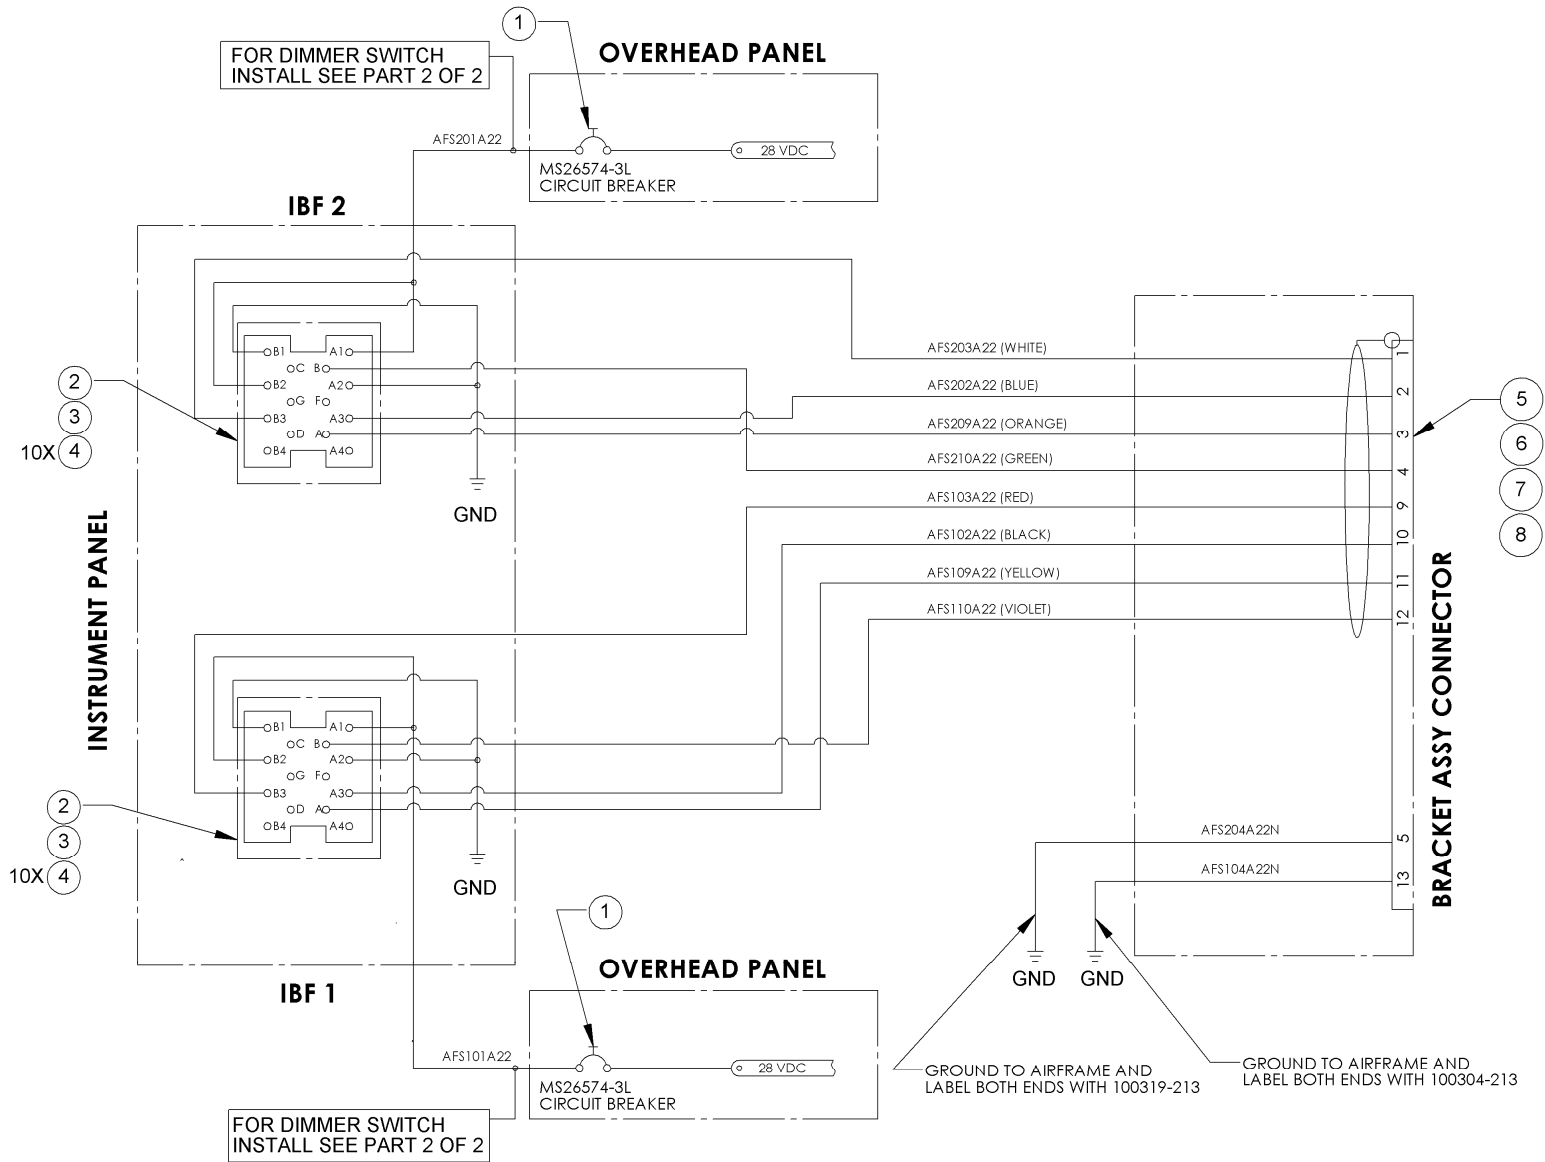 1
OVERHEAD PANEL
FOR DIMMER SWITCH
INSTALL SEE PART 2 OF 2
AFS201A22
28 VDC
MS26574-3L
CIRCUIT BREAKER
IBF 2
B1
A1
C B
B2
A2
G F
B3
A3
D A
B4
A4
2
3
10X 4
GND
INSTRUMENT PANEL
AFS203A22 (WHITE)
1
AFS202A22 (BLUE)
2
AFS209A22 (ORANGE)
3
AFS210A22 (GREEN)
4
AFS103A22 (RED)
9
AFS102A22 (BLACK)
10
AFS109A22 (YELLOW)
11
AFS110A22 (VIOLET)
12
5
6
7
8
BRACKET ASSY CONNECTOR
B1
A1
C B
B2
A2
G F
B3
A3
D A
B4
A4
2
3
10X 4
GND
AFS204A22N
5
AFS104A22N
13
GND
GND
IBF 1
1
OVERHEAD PANEL
AFS101A22
28 VDC
MS26574-3L
CIRCUIT BREAKER
FOR DIMMER SWITCH
INSTALL SEE PART 2 OF 2
GROUND TO AIRFRAME AND
LABEL BOTH ENDS WITH 100319-213
GROUND TO AIRFRAME AND
LABEL BOTH ENDS WITH 100304-213